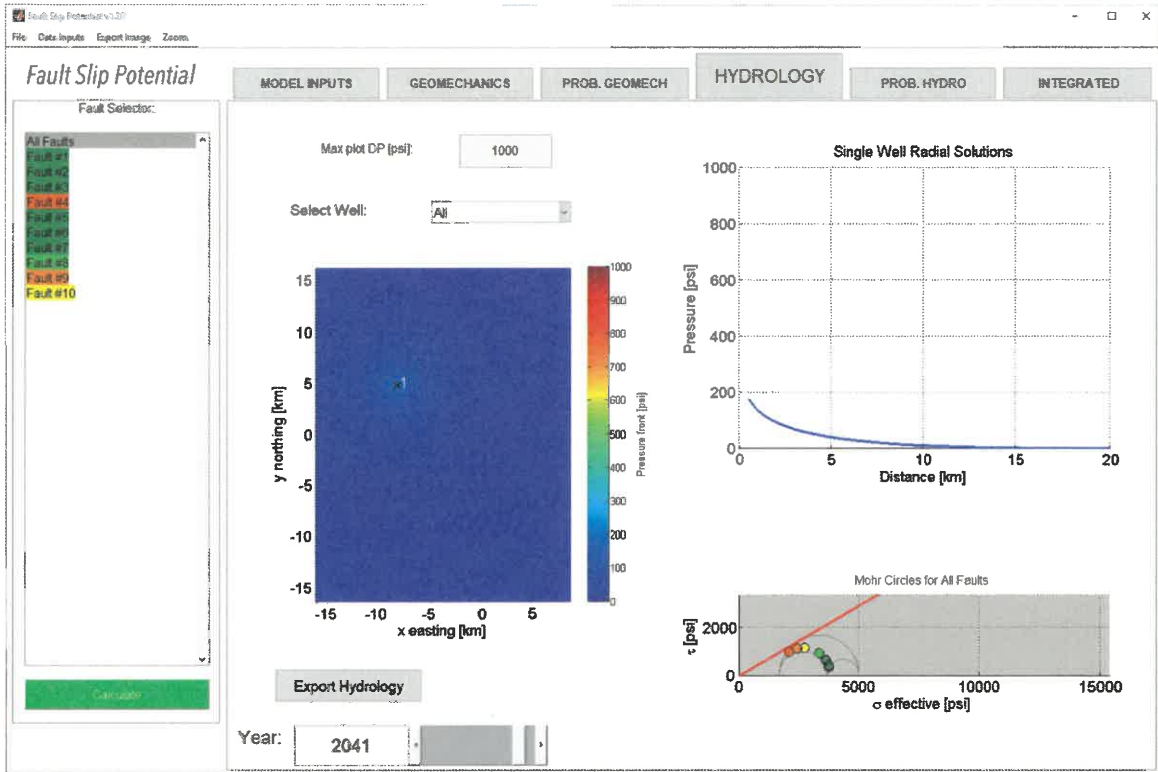 Fault Slip Potential v1.20
File Data Inputs Export Image Zoom
Fault Slip Potential
MODEL INPUTS GEOMECHANICS PROB. GEOMECH HYDROLOGY PROB. HYDRO INTEGRATED
Fault Selector:
All Faults
Fault #1
Fault #2
Fault #3
Fault #4
Fault #5
Fault #6
Fault #7
Fault #8
Fault #9
Fault #10
Calculate
Max plot DP [psi]: 1000
Select Well: All
15
10
5
0
-5
-10
-15
y northing [km]
-15 -10 -5 0 5
x easting [km]
1000
900
800
700
600
500
400
300
200
100
0
Pressure front [psi]
Export Hydrology
Year: 2041
Single Well Radial Solutions
1000
800
600
400
200
0
Pressure [psi]
0 5 10 15 20
Distance [km]
Mohr Circles for All Faults
2000
0
τ [psi]
0 5000 10000 15000
σ effective [psi]